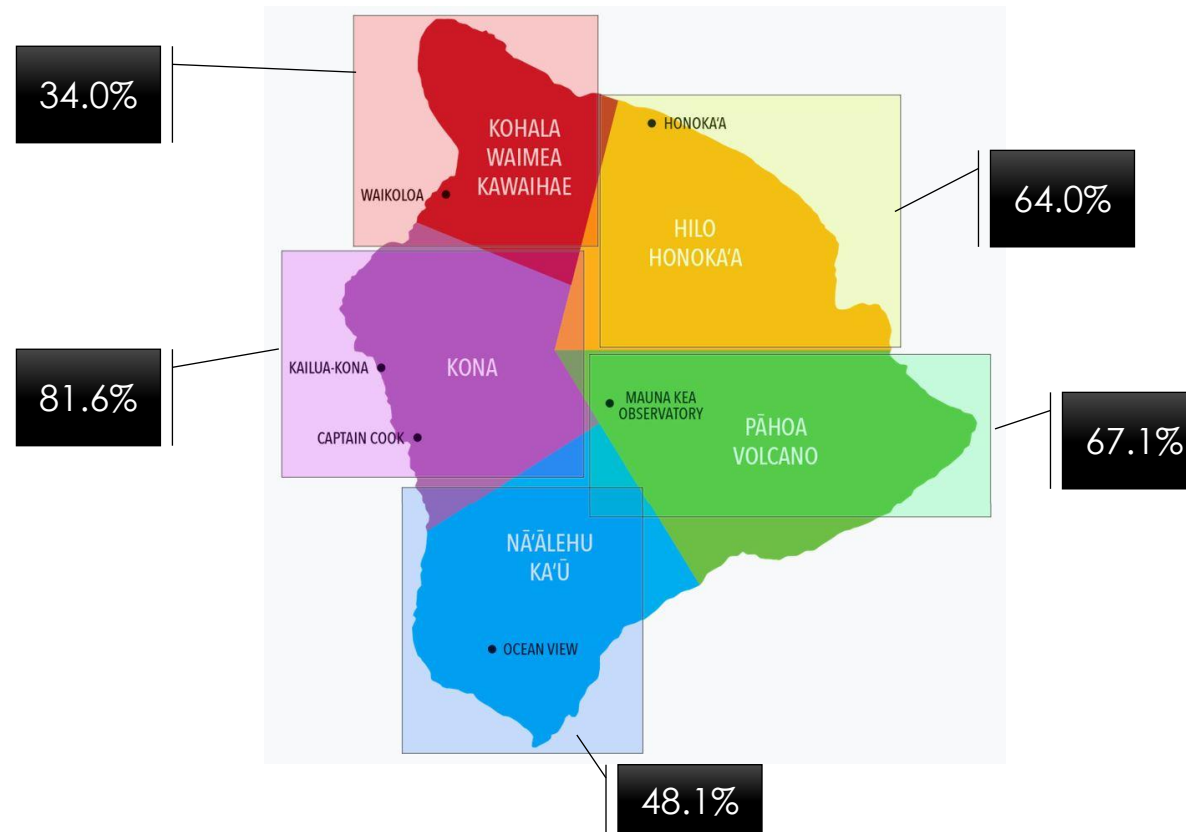 34.0%
KOHALA
WAIMEA
KAWAIHAE
WAIKOLOA
HONOKA‘A
HILO
HONOKA‘A
64.0%
81.6%
KAILUA-KONA
KONA
CAPTAIN COOK
MAUNA KEA
OBSERVATORY
PĀHOA
VOLCANO
67.1%
NĀ‘ĀLEHU
KA‘Ū
OCEAN VIEW
48.1%